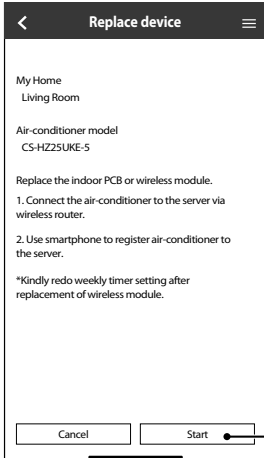 Replace device
My Home
Living Room
Air-conditioner model
CS-HZ25UKE-5
Replace the indoor PCB or wireless module.
1. Connect the air-conditioner to the server via
wireless router.
2. Use smartphone to register air-conditioner to
the server.
*Kindly redo weekly timer setting after
replacement of wireless module.
Cancel Start